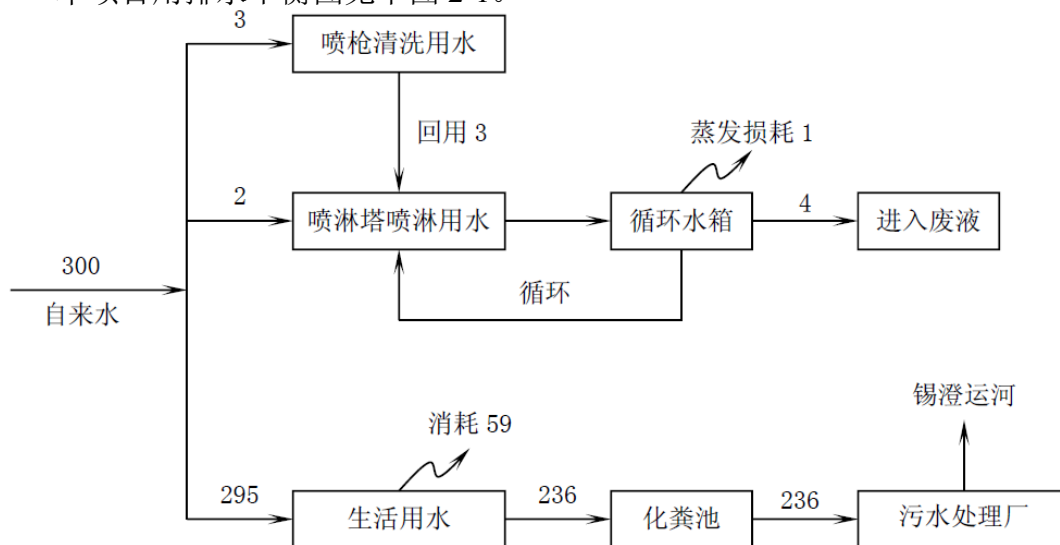 3
喷枪清洗用水
回用 3
蒸发损耗 1
2
喷淋塔喷淋用水
循环水箱
4
进入废液
300
自来水
循环
锡澄运河
消耗 59
295
生活用水
236
化粪池
236
污水处理厂